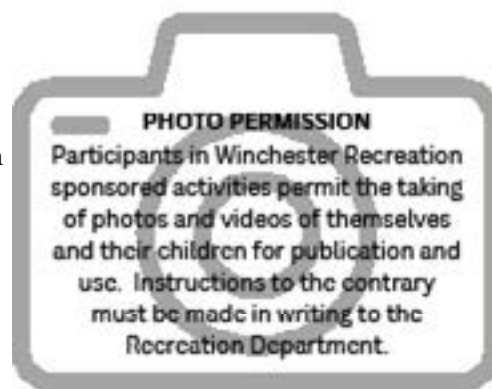 PHOTO PERMISSION
Participants in Winchester Recreation
sponsored activities permit the taking
of photos and videos of themselves
and their children for publication and
use. Instructions to the contrary
must be made in writing to the
Recreation Department.